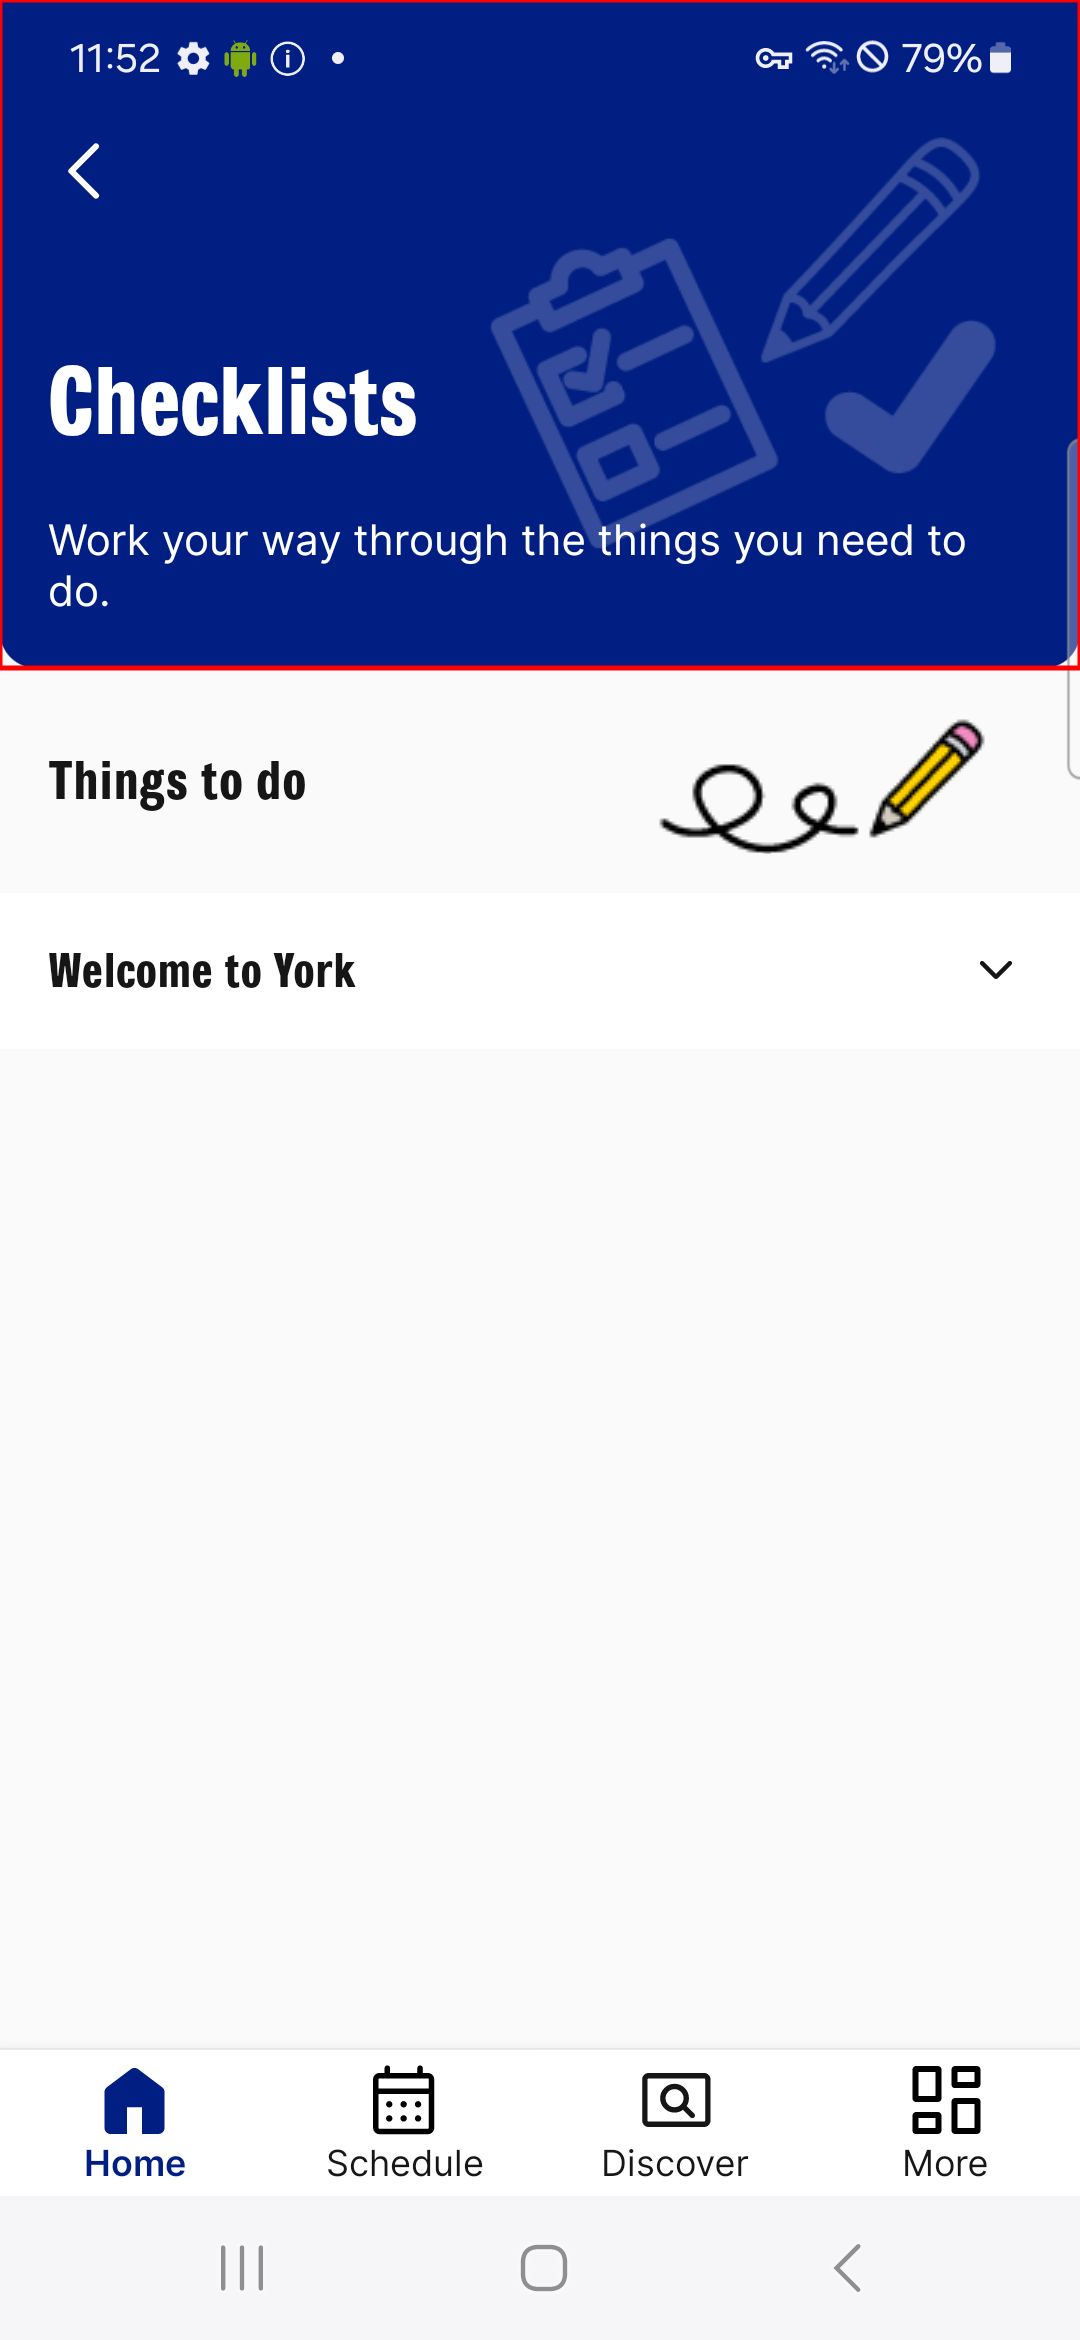 11:52
79%
Checklists
Work your way through the things you need to
do.
Things to do
Welcome to York
Home
Schedule
Discover
More